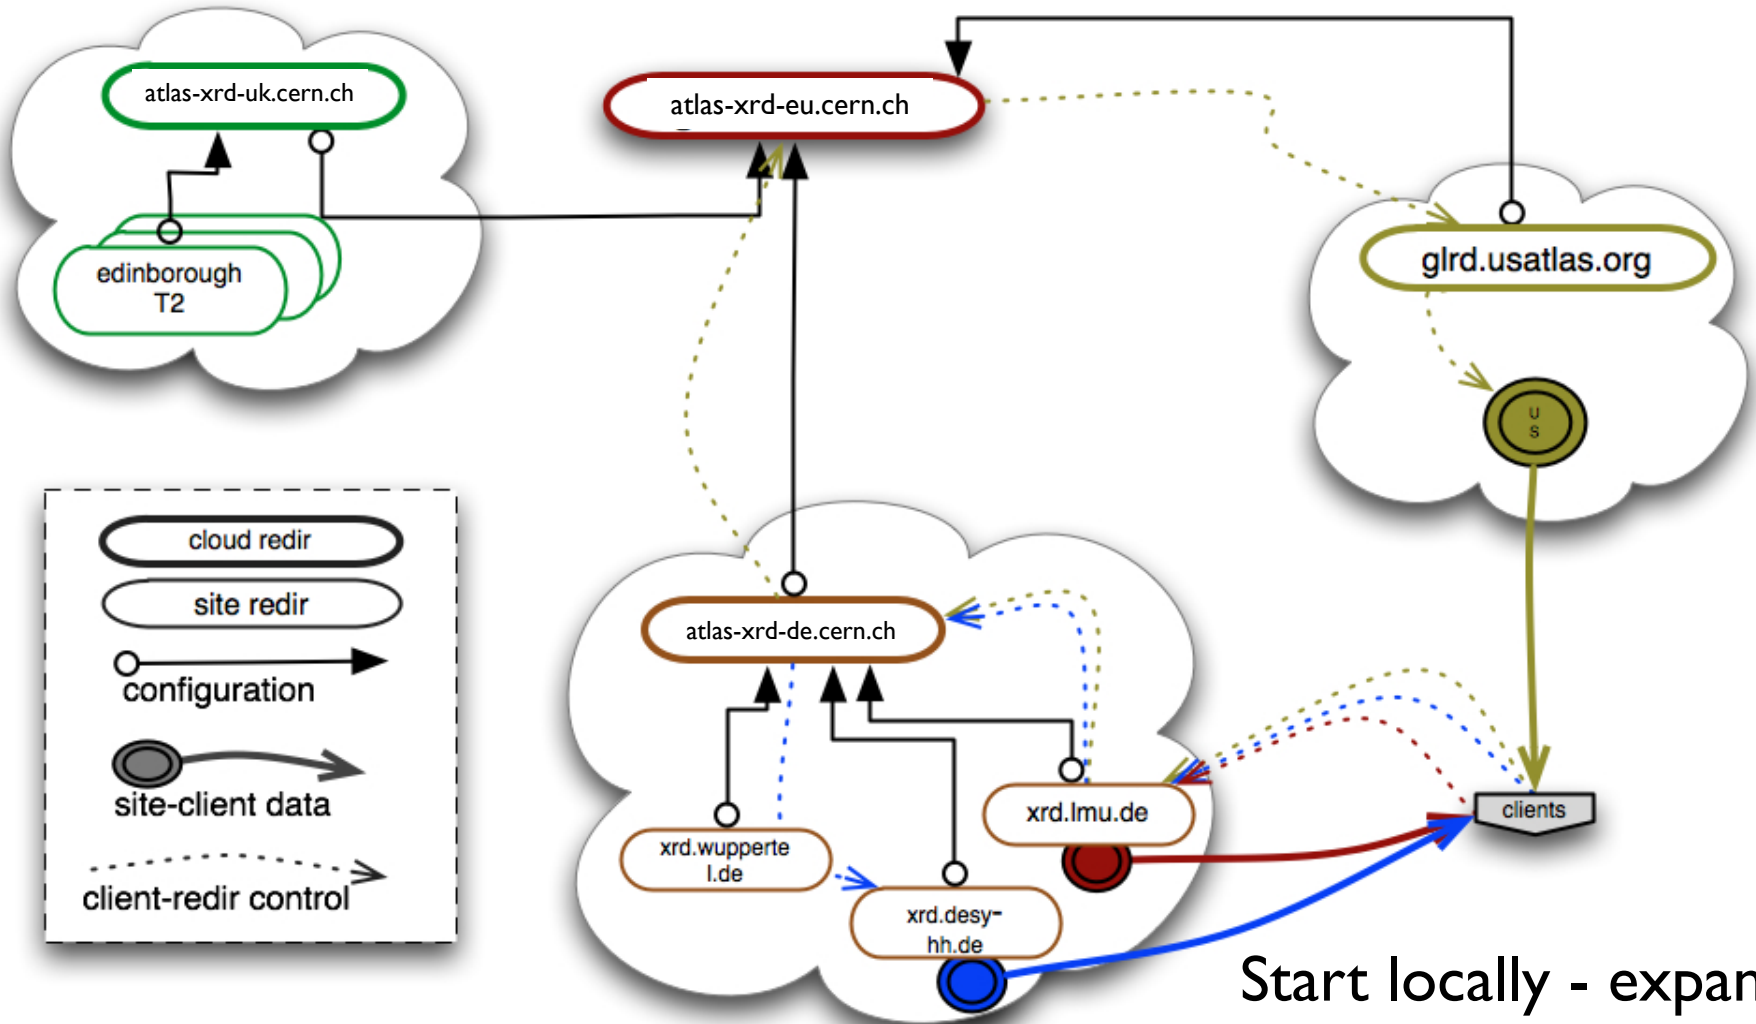 atlas-xrd-uk.cern.ch
atlas-xrd-eu.cern.ch
edinborough
T2
glrd.usatlas.org
U
S
cloud redir
site redir
configuration
site-client data
client-redir control
atlas-xrd-de.cern.ch
xrd.wupperte
l.de
xrd.lmu.de
xrd.desy-
hh.de
clients
Start locally - expan